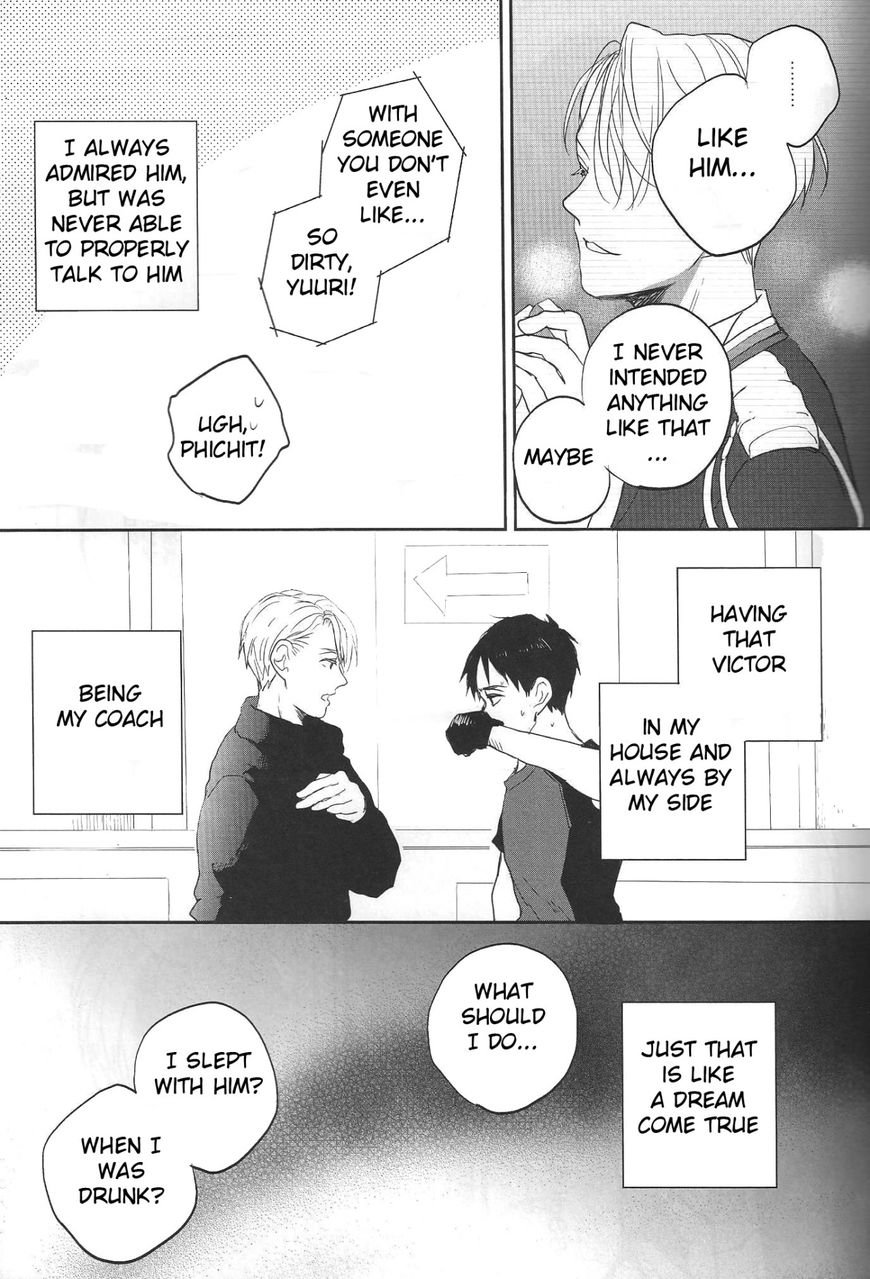 ......
LIKE
HIM...
I NEVER
INTENDED
ANYTHING
LIKE THAT
...
MAYBE
WITH
SOMEONE
YOU DON'T
EVEN
LIKE...
SO
DIRTY,
YUURI!
UGH,
PHICHIT!
I ALWAYS
ADMIRED HIM,
BUT WAS
NEVER ABLE
TO PROPERLY
TALK TO HIM
HAVING
THAT
VICTOR
IN MY
HOUSE AND
ALWAYS BY
MY SIDE
BEING
MY COACH
JUST THAT
IS LIKE
A DREAM
COME TRUE
WHAT
SHOULD
I DO...
I SLEPT
WITH HIM?
WHEN I
WAS
DRUNK?